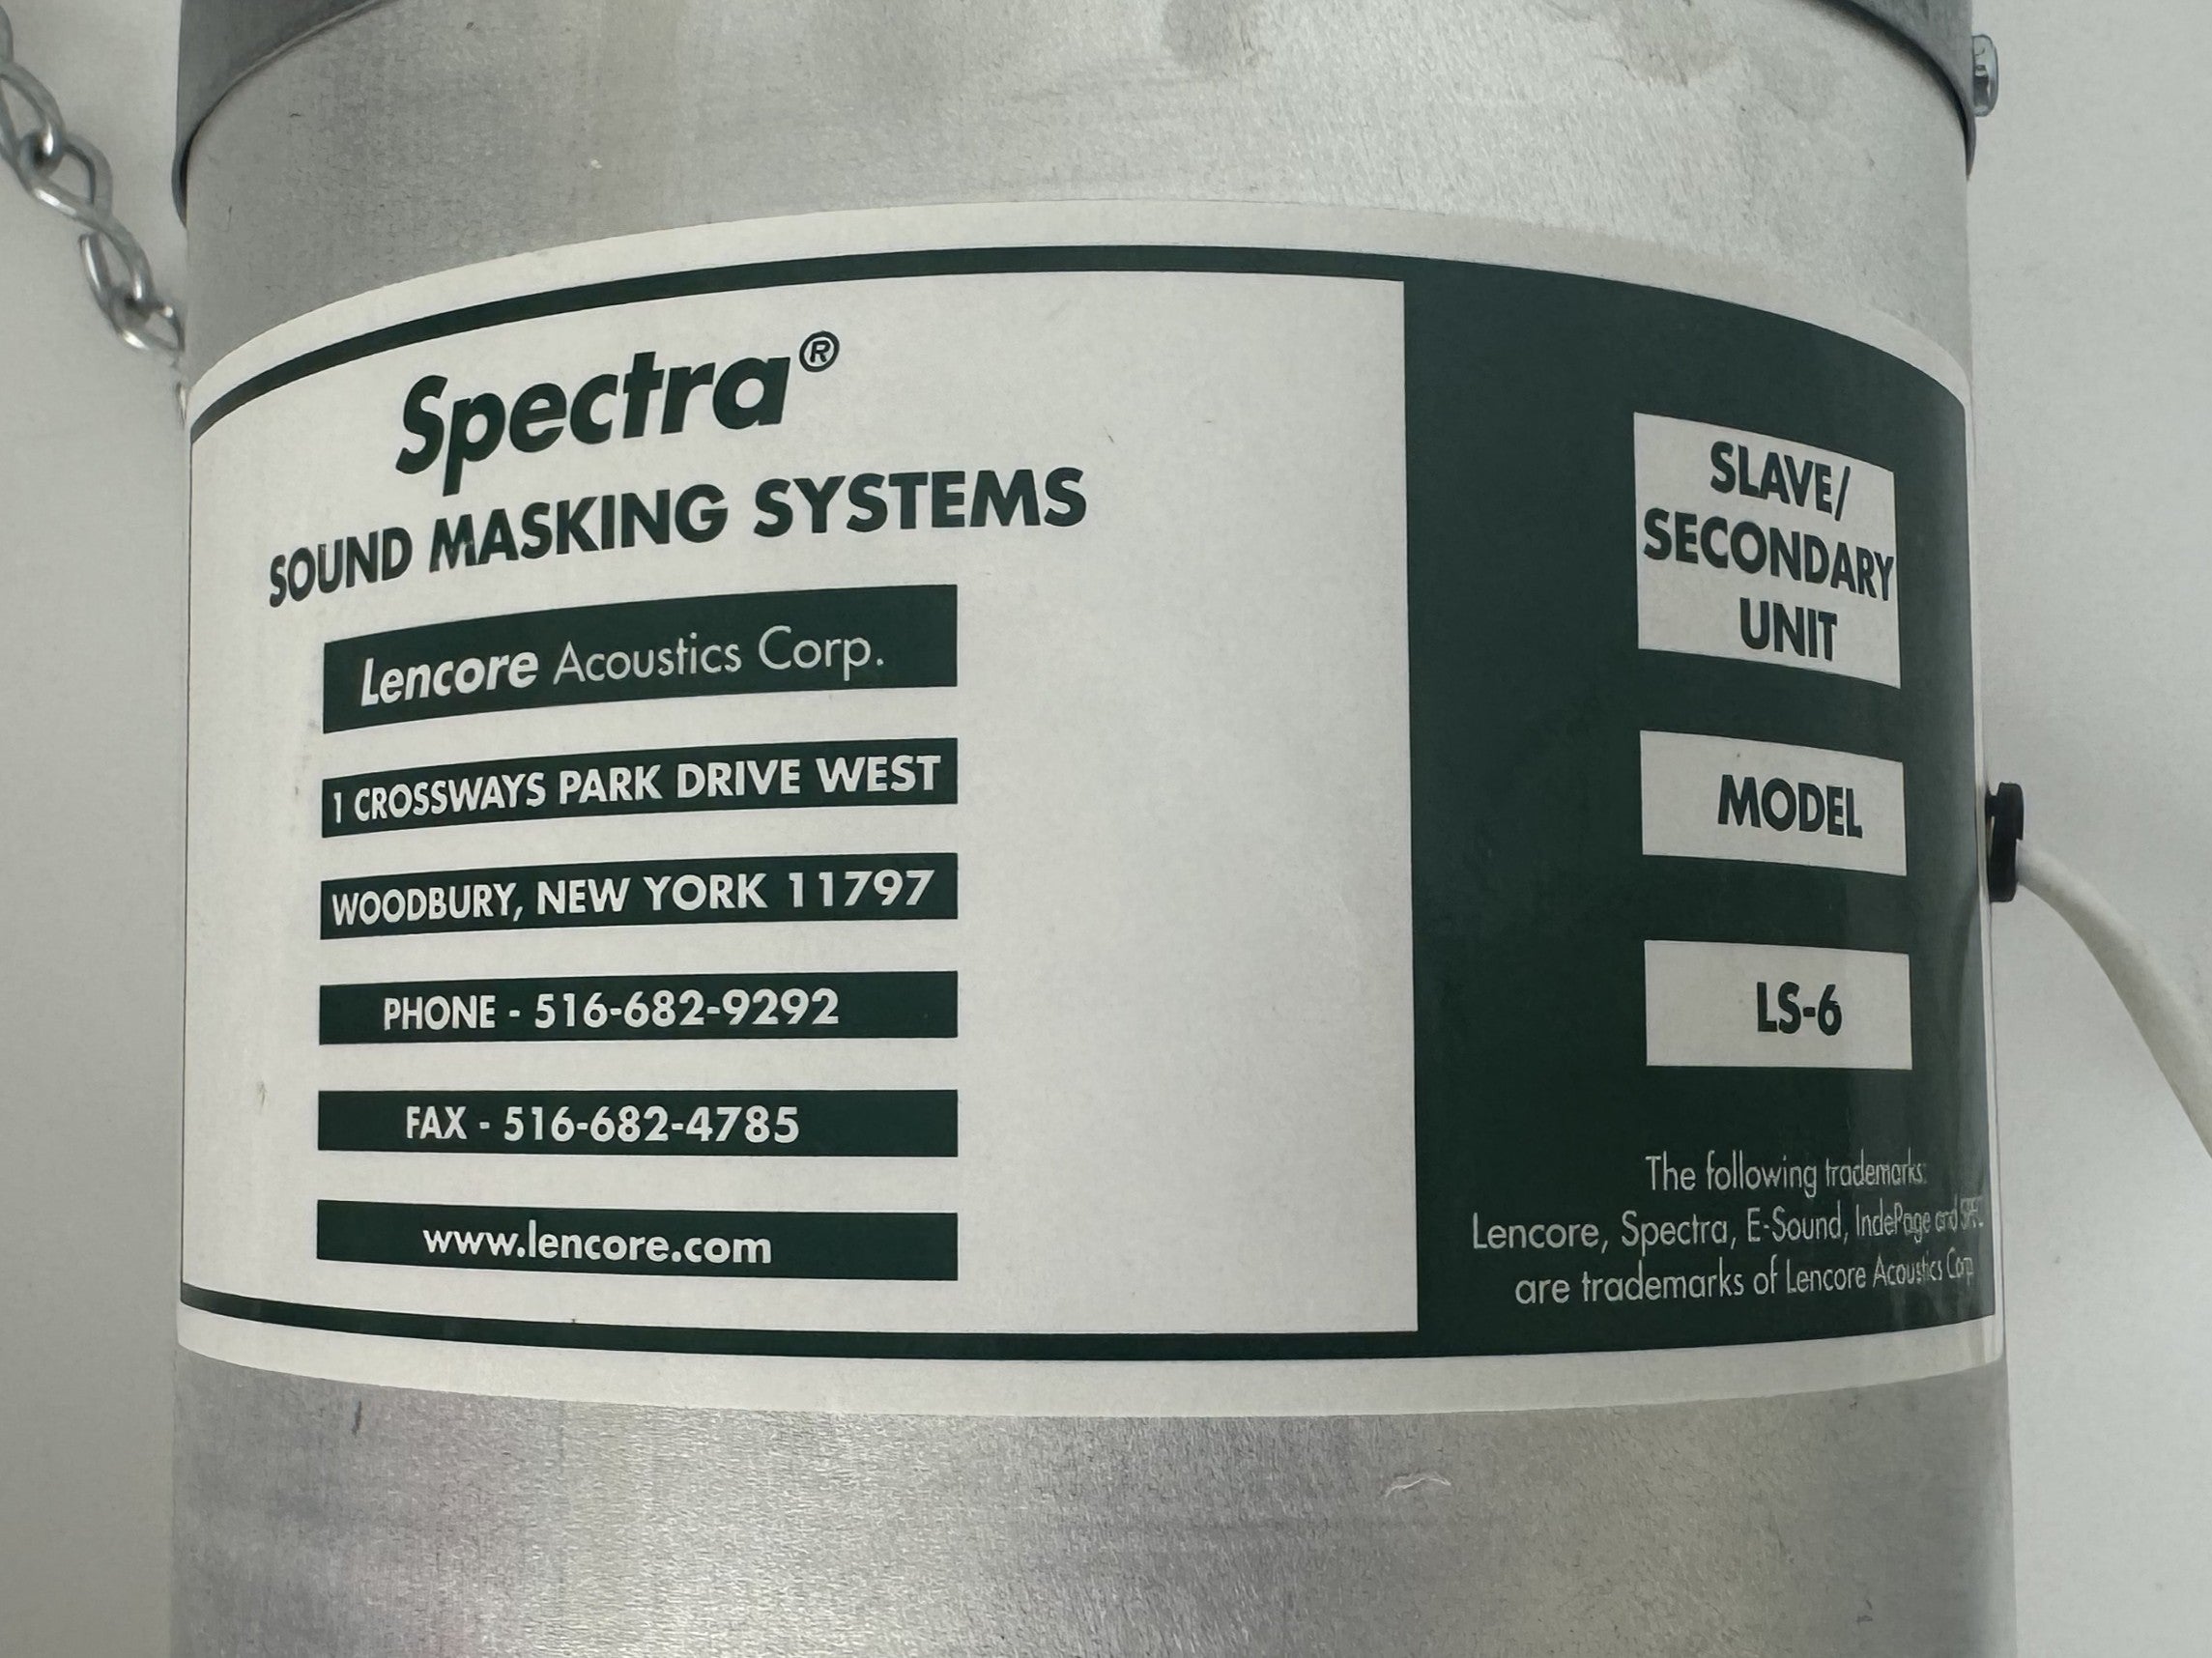 Spectra®
SOUND MASKING SYSTEMS
Lencore Acoustics Corp.
1 CROSSWAYS PARK DRIVE WEST
WOODBURY, NEW YORK 11797
PHONE - 516-682-9292
FAX - 516-682-4785
www.lencore.com
SLAVE/
SECONDARY
UNIT
MODEL
LS-6
The following trademarks:
Lencore, Spectra, E-Sound, IndePage and
are trademarks of Lencore Acoustics Corp